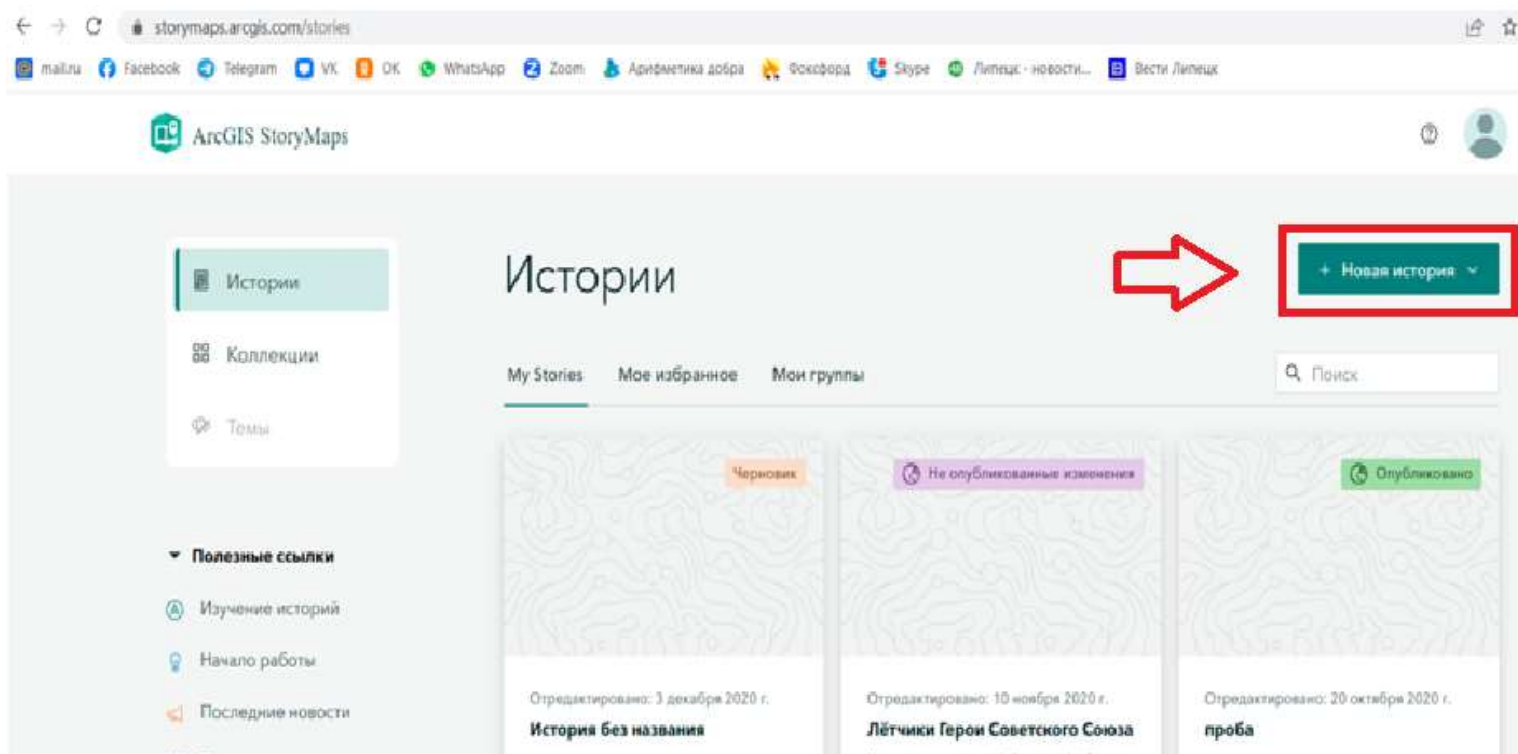 storymaps.arcgis.com/stories
mail.ru Facebook Telegram VK OK WhatsApp Zoom Арифметика добра Фоксфорд Skype Липецк - новости... Вести Липецк
ArcGIS StoryMaps
Истории
Коллекции
Темы
Истории
+ Новая история
My Stories Мое избранное Мои группы
Поиск
Черновик
Не опубликованные изменения
Опубликовано
Полезные ссылки
Изучение историй
Начало работы
Последние новости
Отредактировано: 3 декабря 2020 г.
История без названия
Отредактировано: 10 ноября 2020 г.
Лётчики Герои Советского Союза
Отредактировано: 20 октября 2020 г.
проба